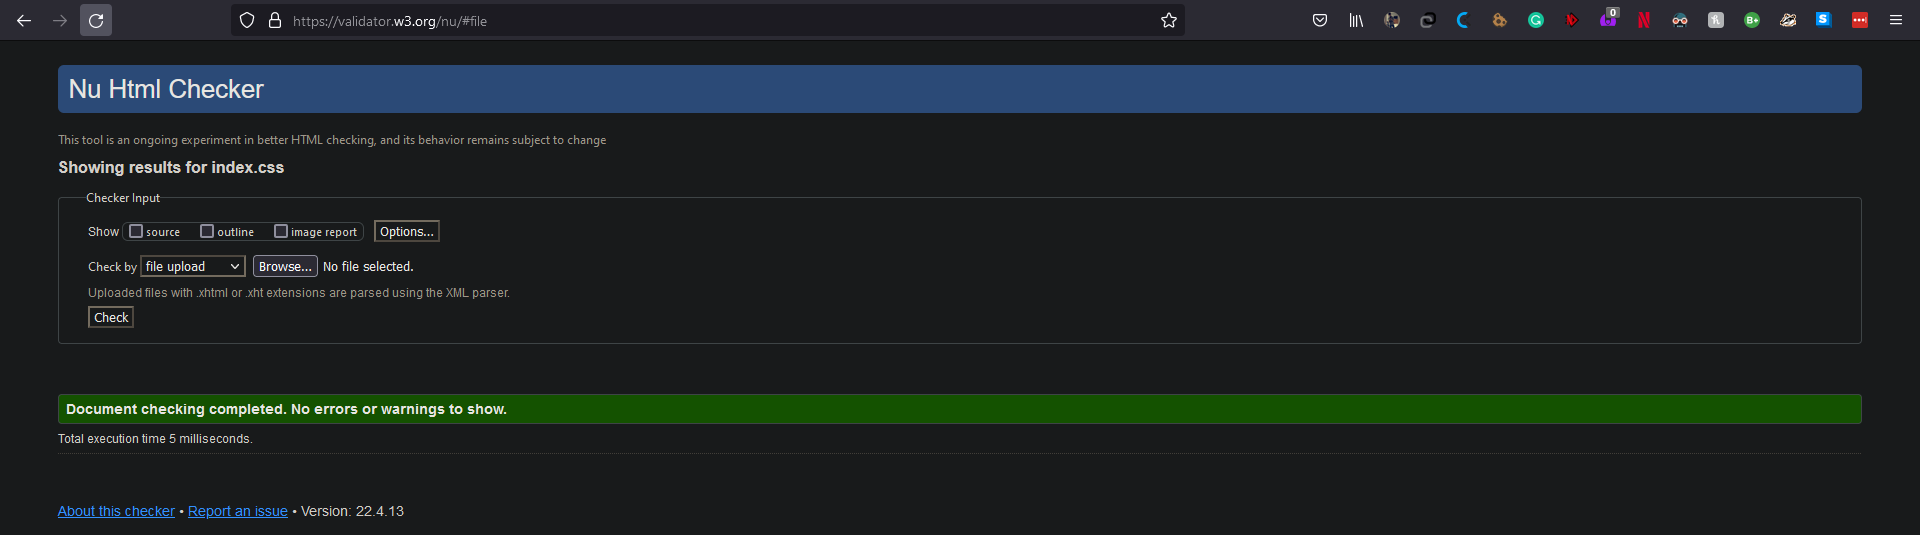 https://validator.w3.org/nu/#file
0
Nu Html Checker
This tool is an ongoing experiment in better HTML checking, and its behavior remains subject to change
Showing results for index.css
Checker Input
Show source outline image report Options...
Check by file upload Browse... No file selected.
Uploaded files with .xhtml or .xht extensions are parsed using the XML parser.
Check
Document checking completed. No errors or warnings to show.
Total execution time 5 milliseconds.
About this checker • Report an issue • Version: 22.4.13